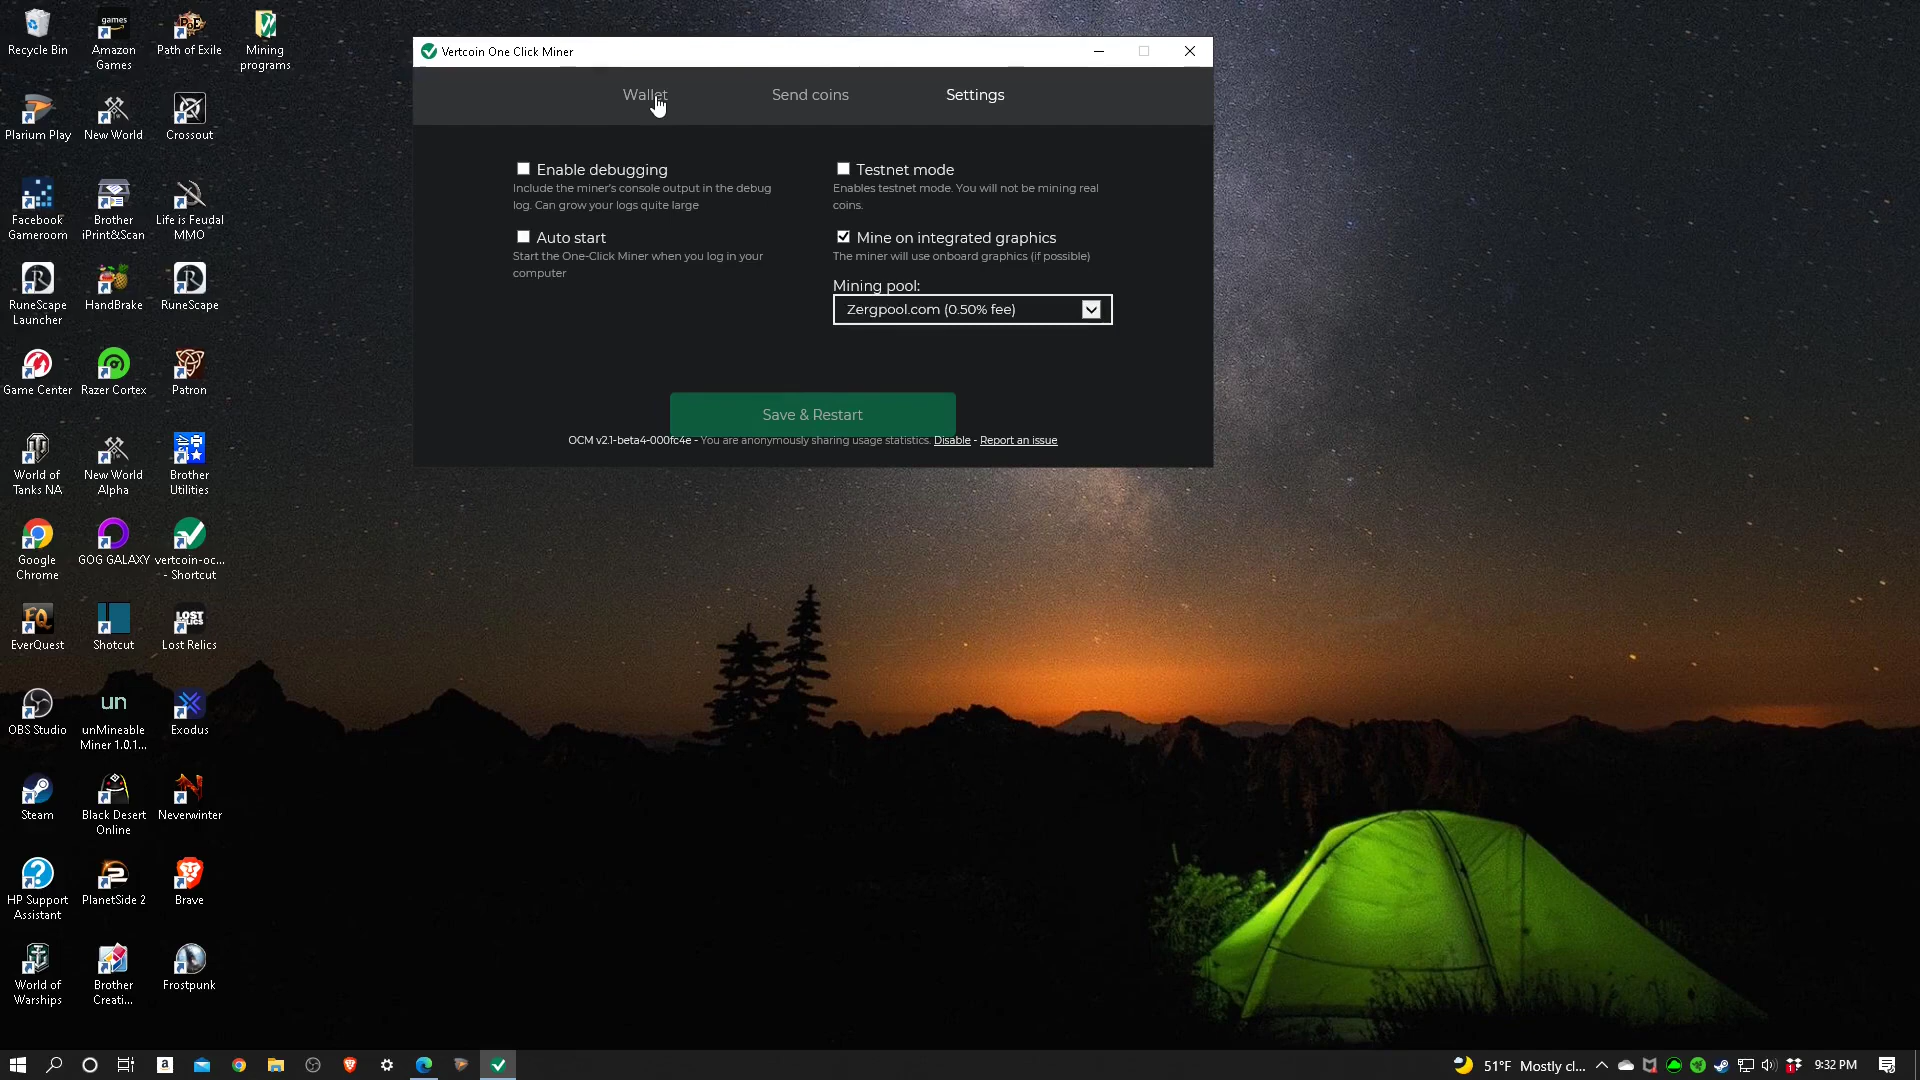 Recycle Bin
Amazon
Games
Path of Exile
Mining
programs
Plarium Play
New World
Crossout
Facebook
Gameroom
Brother
iPrint&Scan
Life is Feudal
MMO
RuneScape
Launcher
HandBrake
RuneScape
Game Center
Razer Cortex
Patron
World of
Tanks NA
New World
Alpha
Brother
Utilities
Google
Chrome
GOG GALAXY
vertcoin-oc...
- Shortcut
EverQuest
Shotcut
LOST
RELICS
Lost Relics
OBS Studio
un
unMineable
Miner 1.0.1...
Exodus
Steam
Black Desert
Online
Neverwinter
HP Support
Assistant
PlanetSide 2
Brave
World of
Warships
Brother
Creati...
Frostpunk
Vertcoin One Click Miner
Wallet
Send coins
Settings
Enable debugging
Include the miner's console output in the debug
log. Can grow your logs quite large
Auto start
Start the One-Click Miner when you log in your
computer
Testnet mode
Enables testnet mode. You will not be mining real
coins.
Mine on integrated graphics
The miner will use onboard graphics (if possible)
Mining pool:
Zergpool.com (0.50% fee)
Save & Restart
OCM v2.1-beta4-000fc4e - You are anonymously sharing usage statistics. Disable - Report an issue
51°F Mostly cl...
9:32 PM